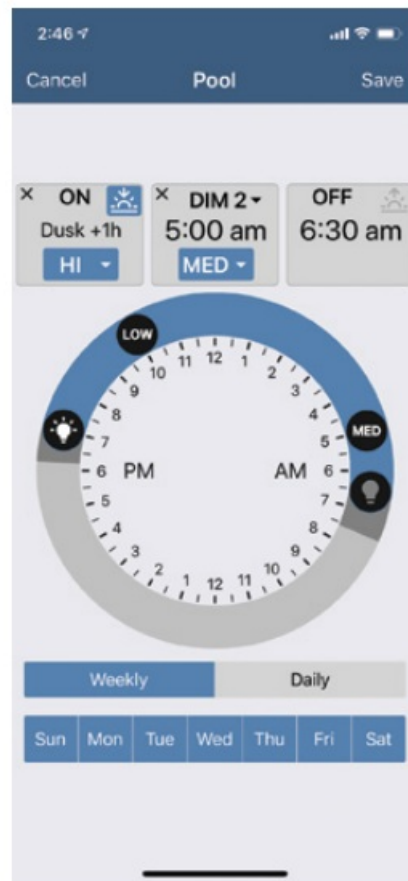 2:46
Cancel Pool Save
× ON × DIM 2 OFF
Dusk +1h 5:00 am 6:30 am
HI MED
LOW
12
11 1
10 2
9 3
8 4
7 5 MED
6 PM AM 6
5 7
4 8
3 9
2 10
1 11
12
Weekly Daily
Sun Mon Tue Wed Thu Fri Sat